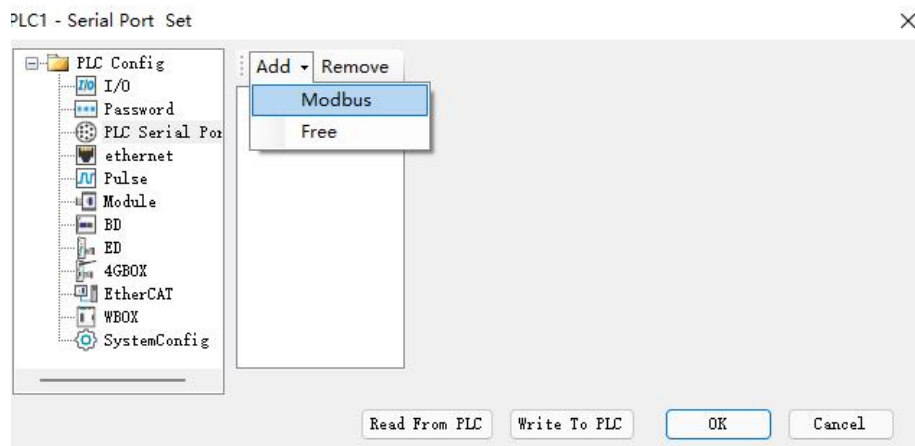 PLC1 - Serial Port Set
PLC Config
I/O
I/O
Password
PLC Serial Por
ethernet
Pulse
Module
BD
ED
4GBOX
EtherCAT
WBOX
SystemConfig
Add Remove
Modbus
Free
Read From PLC Write To PLC OK Cancel